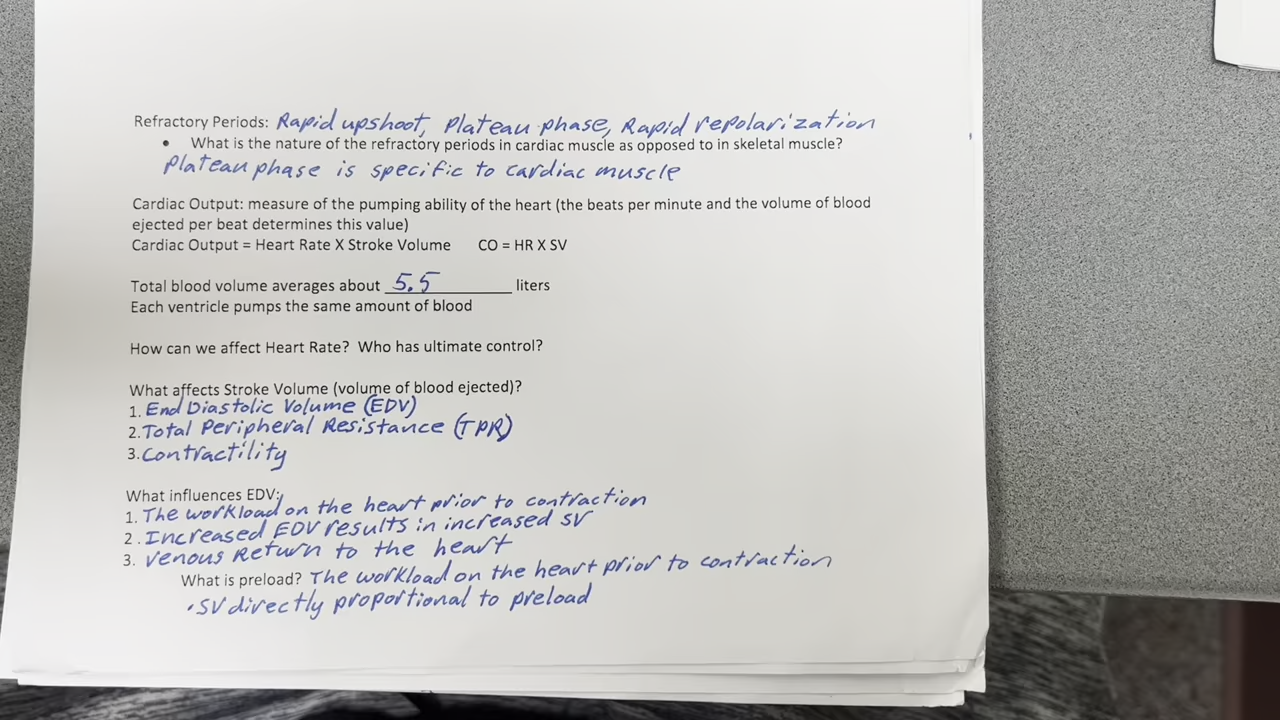 Refractory Periods: Rapid upshoot, Plateau phase, Rapid repolarization
• What is the nature of the refractory periods in cardiac muscle as opposed to in skeletal muscle?
Plateau phase is specific to cardiac muscle
Cardiac Output: measure of the pumping ability of the heart (the beats per minute and the volume of blood
ejected per beat determines this value)
Cardiac Output = Heart Rate X Stroke Volume CO = HR X SV
Total blood volume averages about 5.5 liters
Each ventricle pumps the same amount of blood
How can we affect Heart Rate? Who has ultimate control?
What affects Stroke Volume (volume of blood ejected)?
1. End Diastolic Volume (EDV)
2. Total Peripheral Resistance (TPR)
3. Contractility
What influences EDV:
1. The workload on the heart prior to contraction
2. Increased EDV results in increased SV
3. Venous Return to the heart
What is preload? The workload on the heart prior to contraction
• SV directly proportional to preload